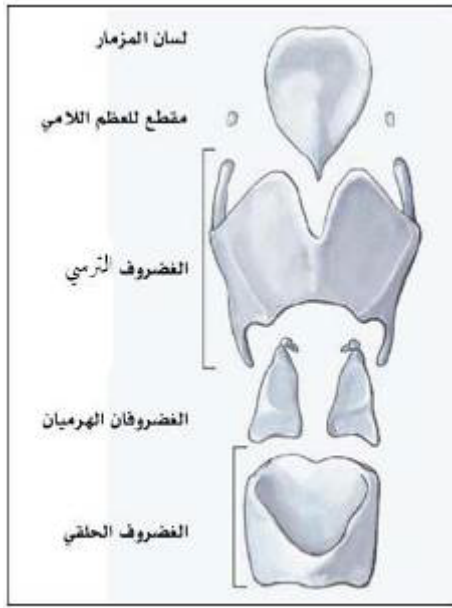 لسان المزمار
مقطع للعظم اللامي
الغضروف الترسي
الغضروفان الهرميان
الغضروف الحلقي